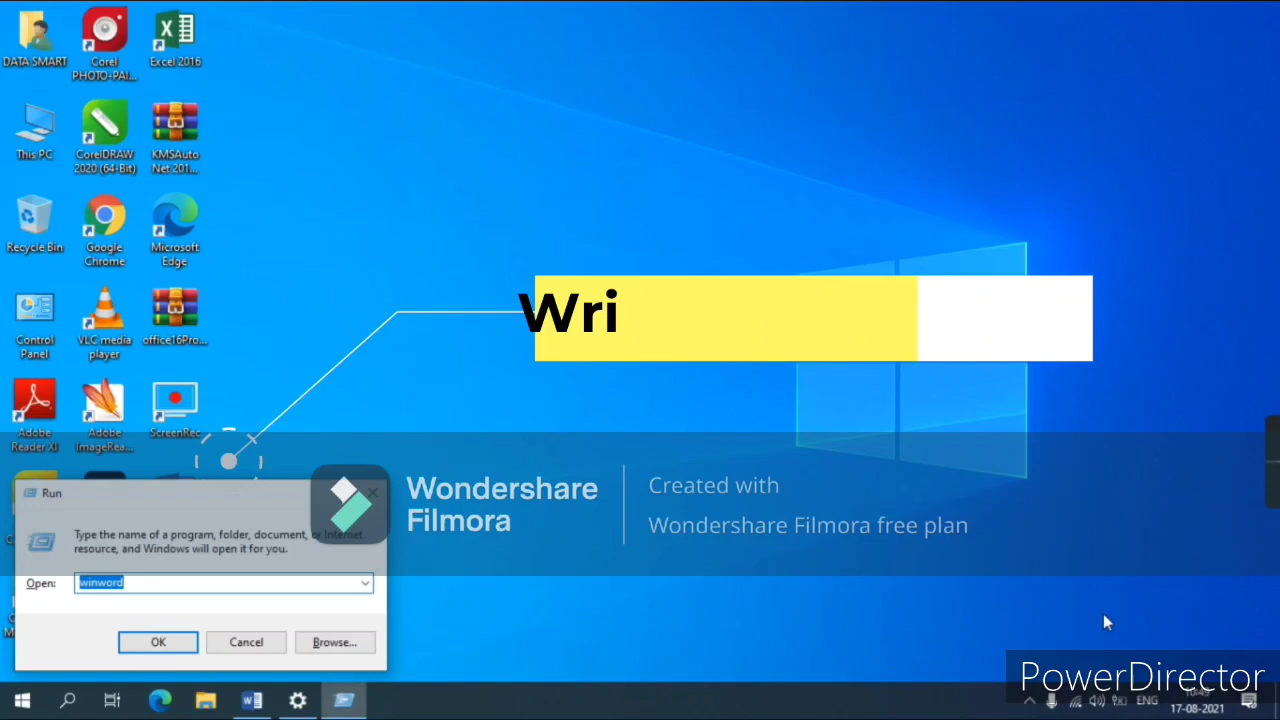 DATA SMART
Corel
PHOTO-PAI...
Excel 2016
This PC
CorelDRAW
2020 (64-Bit)
KMSAuto
Net 201...
Recycle Bin
Google
Chrome
Microsoft
Edge
Control
Panel
VLC media
player
office16Pro...
Adobe
Reader XI
Adobe
ImageRea...
ScreenRec
Wri
Wondershare
Filmora
Created with
Wondershare Filmora free plan
Run
Type the name of a program, folder, document, or Internet
resource, and Windows will open it for you.
Open:
winword
OK
Cancel
Browse...
PowerDirector
ENG
10:49
17-08-2021